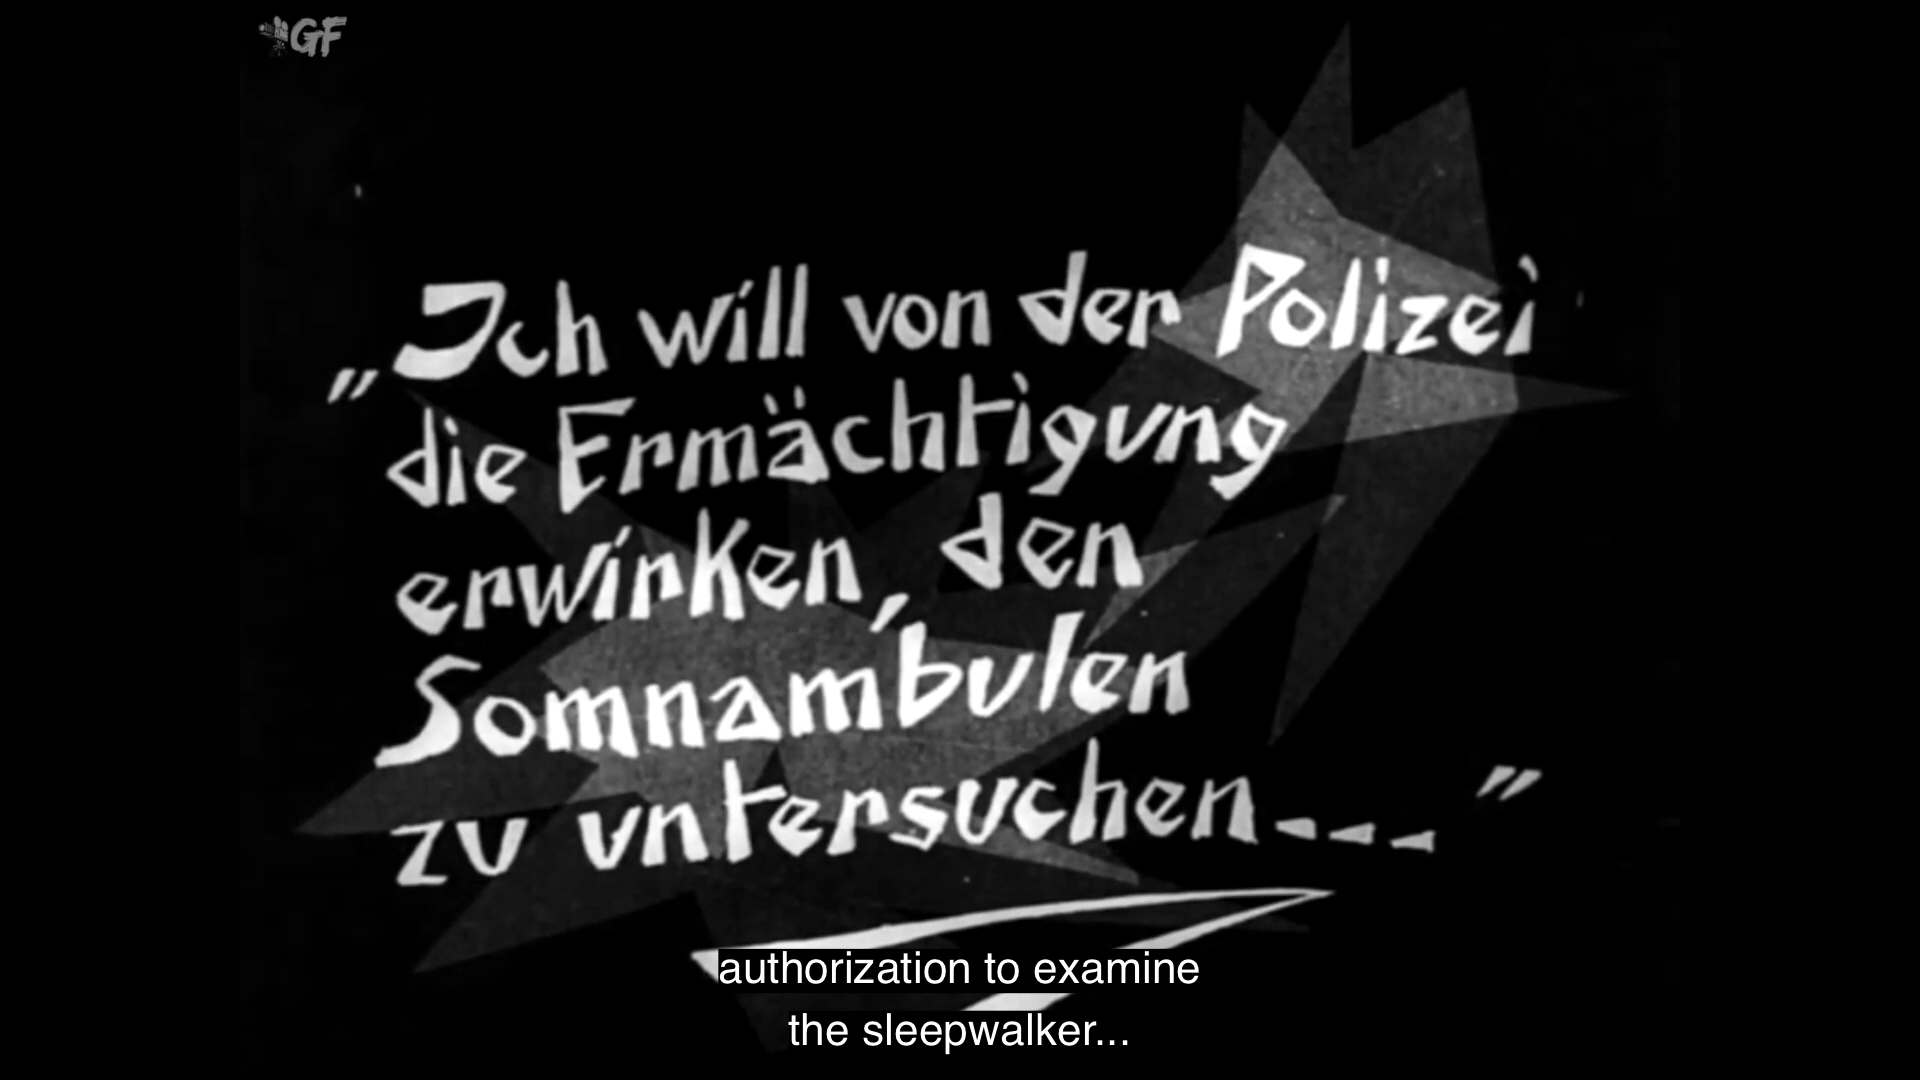 GF
„Ich will von der Polizei
die Ermächtigung
erwirken, den
Somnambulen
zu untersuchen---”
authorization to examine
the sleepwalker...